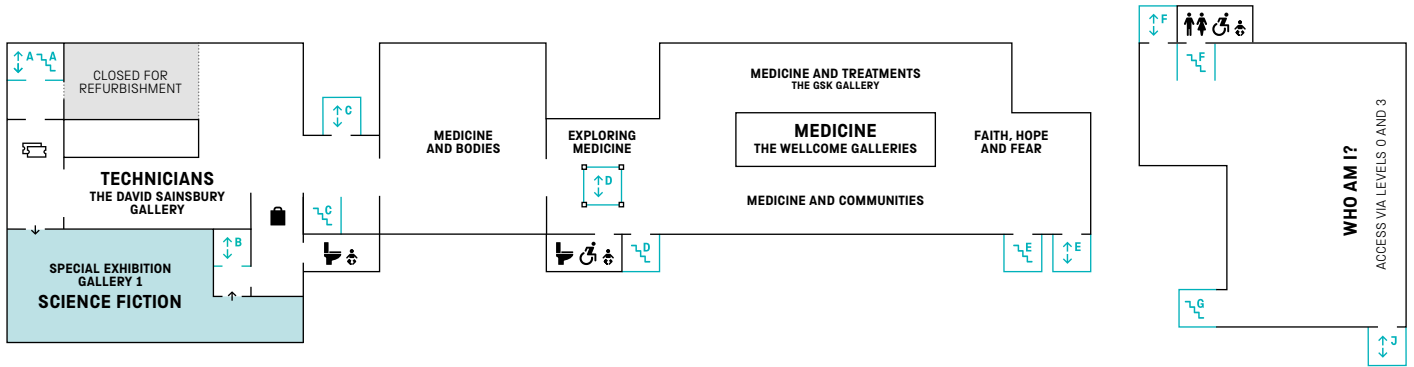 A A
CLOSED FOR
REFURBISHMENT
TECHNICIANS
THE DAVID SAINSBURY
GALLERY
B
SPECIAL EXHIBITION
GALLERY 1
SCIENCE FICTION
C
C
MEDICINE
AND BODIES
EXPLORING
MEDICINE
D
D
MEDICINE AND TREATMENTS
THE GSK GALLERY
MEDICINE
THE WELLCOME GALLERIES
FAITH, HOPE
AND FEAR
MEDICINE AND COMMUNITIES
E
E
F
F
WHO AM I?
ACCESS VIA LEVELS 0 AND 3
G
J